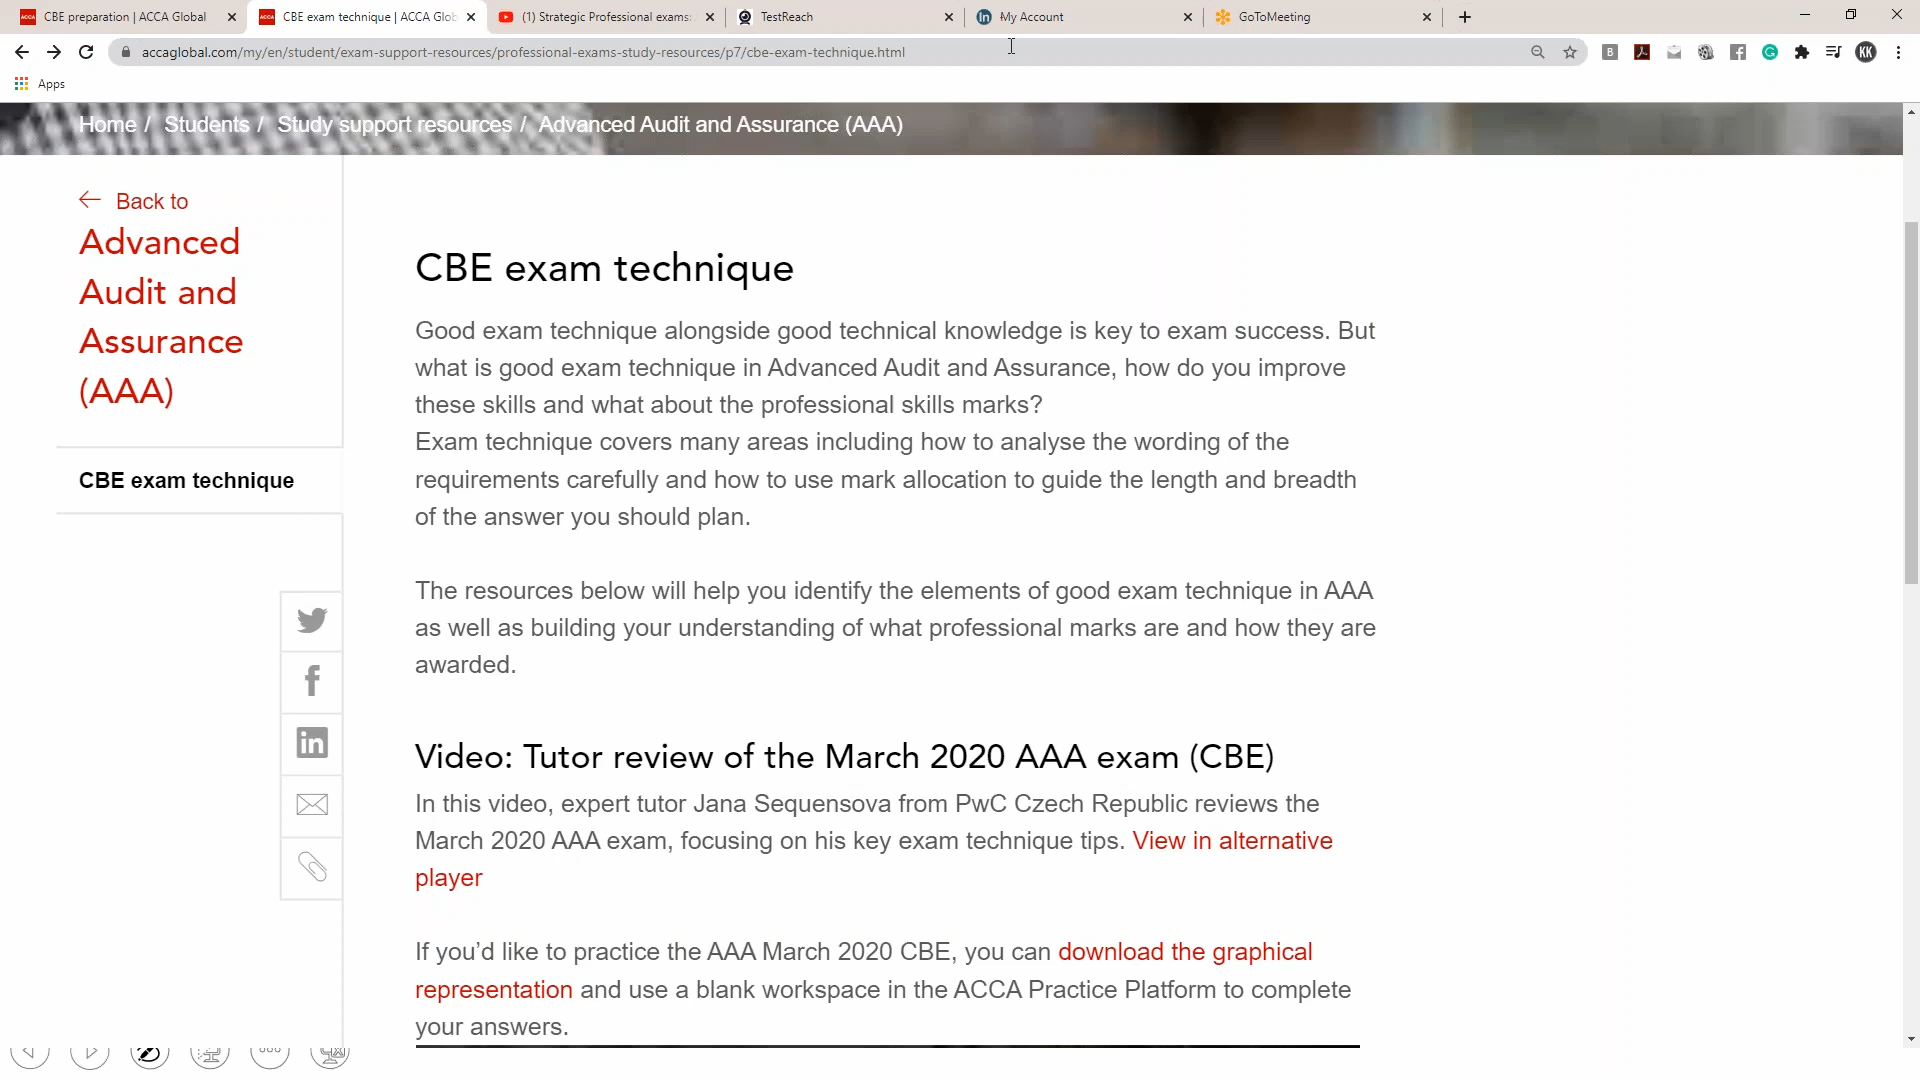 CBE preparation | ACCA Global
CBE exam technique | ACCA Glob
(1) Strategic Professional exams:
TestReach
My Account
GoToMeeting
accaglobal.com/my/en/student/exam-support-resources/professional-exams-study-resources/p7/cbe-exam-technique.html
KK
Apps
Home / Students / Study support resources / Advanced Audit and Assurance (AAA)
Back to
Advanced
Audit and
Assurance
(AAA)
CBE exam technique
CBE exam technique
Good exam technique alongside good technical knowledge is key to exam success. But
what is good exam technique in Advanced Audit and Assurance, how do you improve
these skills and what about the professional skills marks?
Exam technique covers many areas including how to analyse the wording of the
requirements carefully and how to use mark allocation to guide the length and breadth
of the answer you should plan.
The resources below will help you identify the elements of good exam technique in AAA
as well as building your understanding of what professional marks are and how they are
awarded.
Video: Tutor review of the March 2020 AAA exam (CBE)
In this video, expert tutor Jana Sequensova from PwC Czech Republic reviews the
March 2020 AAA exam, focusing on his key exam technique tips. View in alternative
player
If you'd like to practice the AAA March 2020 CBE, you can download the graphical
representation and use a blank workspace in the ACCA Practice Platform to complete
your answers.